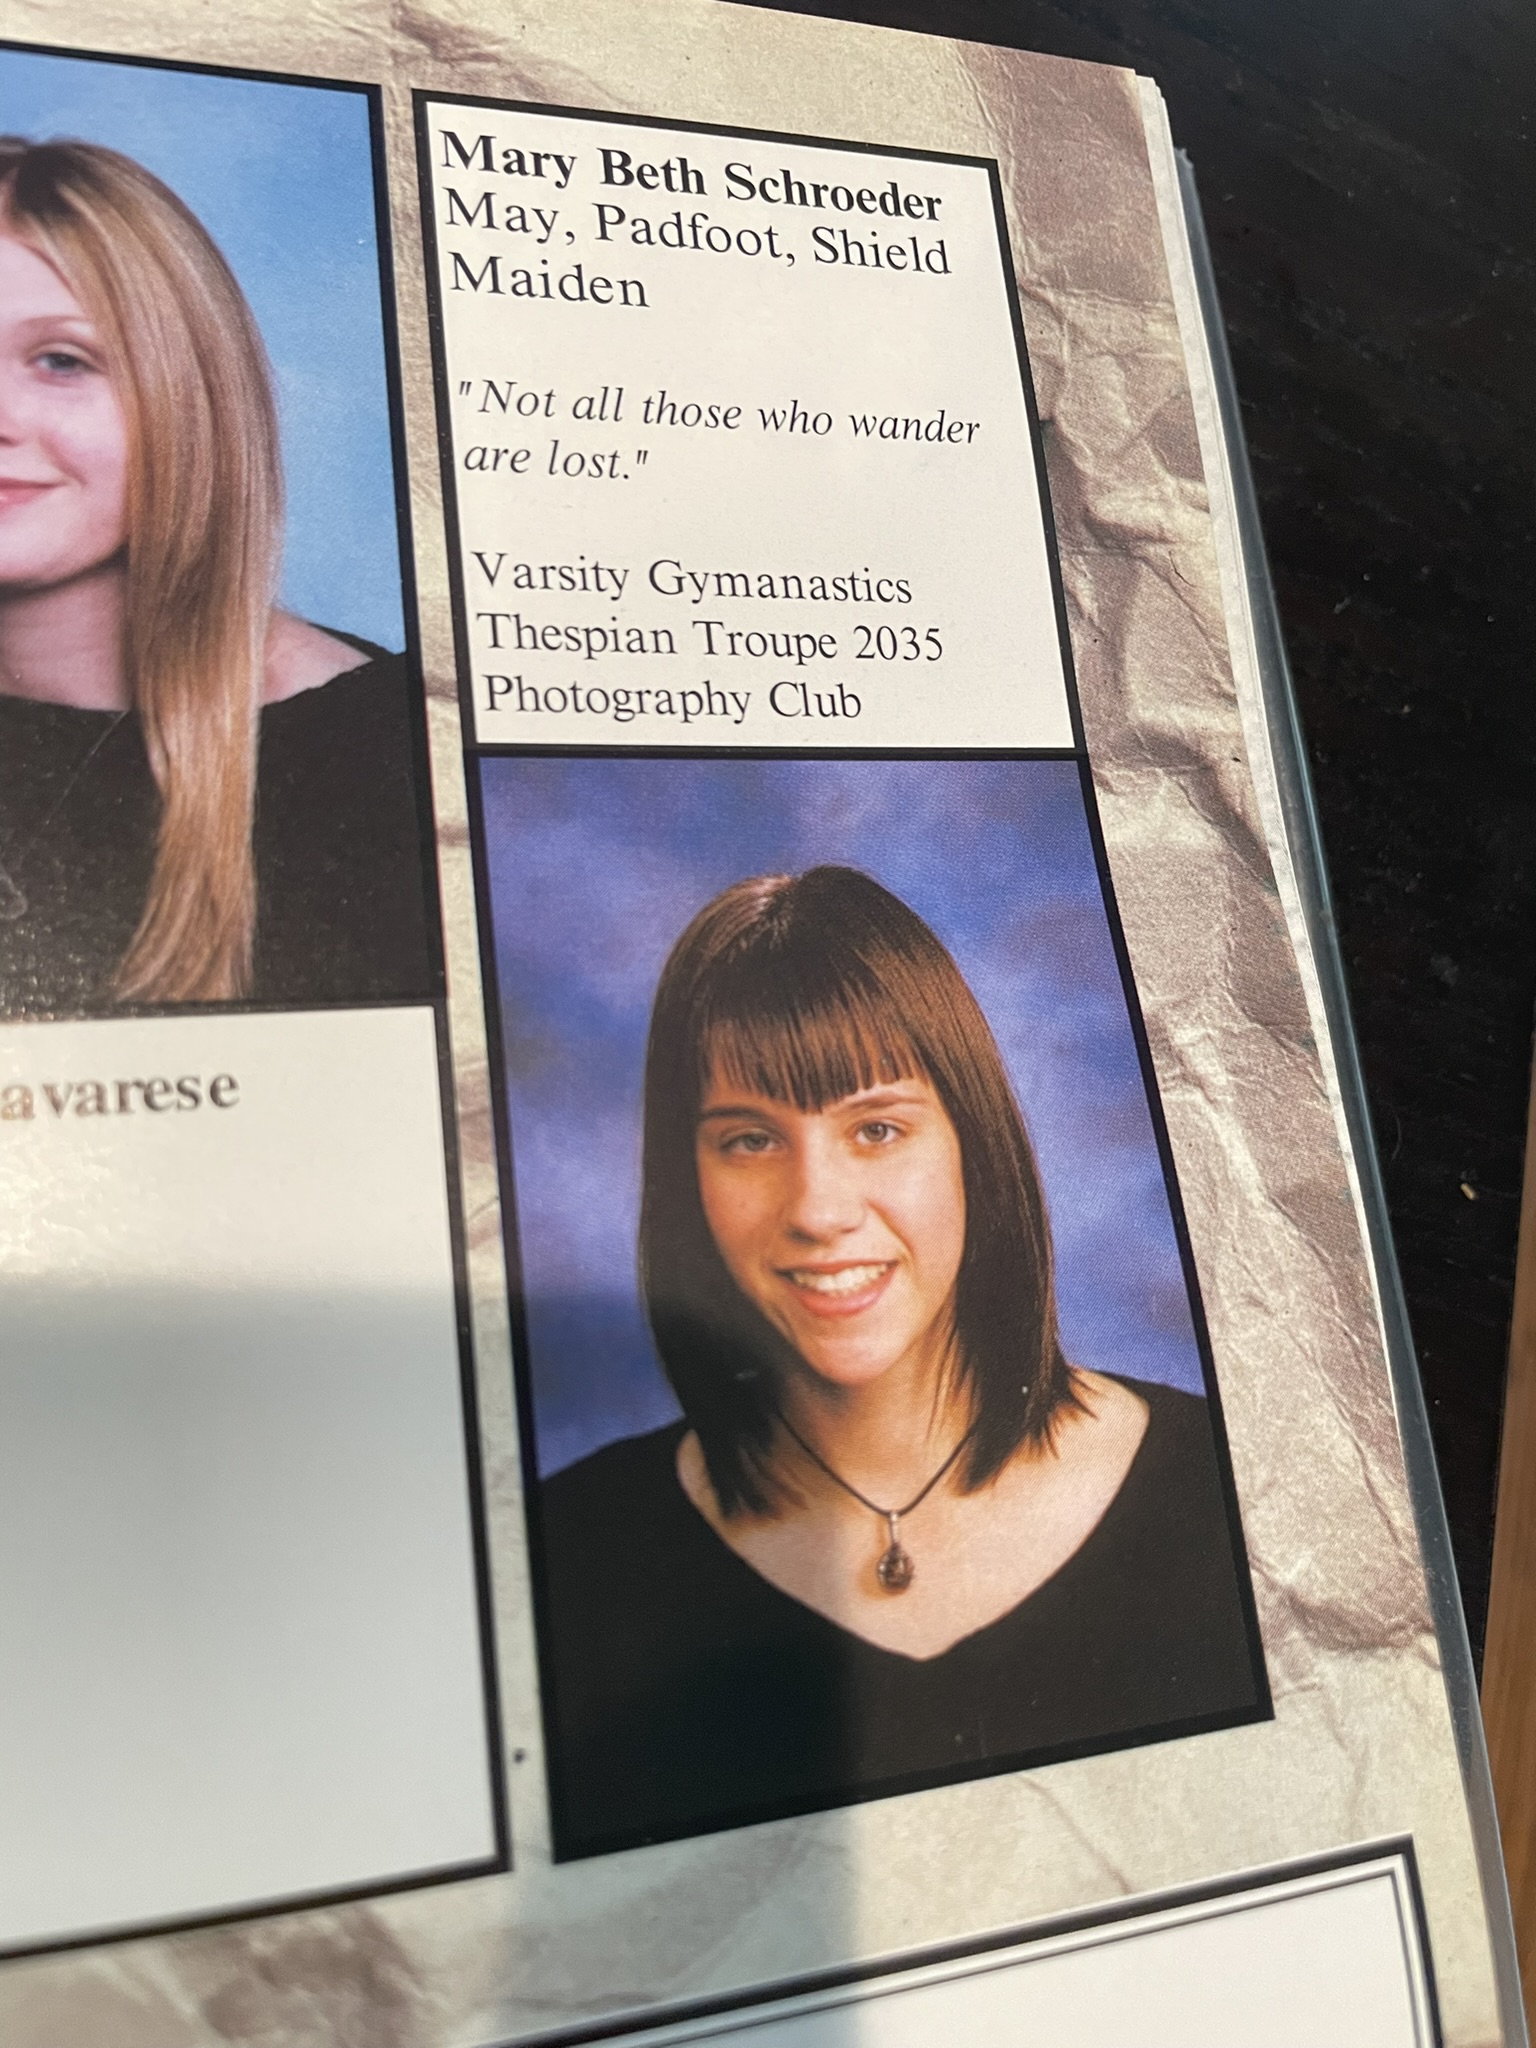 Mary Beth Schroeder
May, Padfoot, Shield
Maiden
"Not all those who wander
are lost."
Varsity Gymanastics
Thespian Troupe 2035
Photography Club
avarese